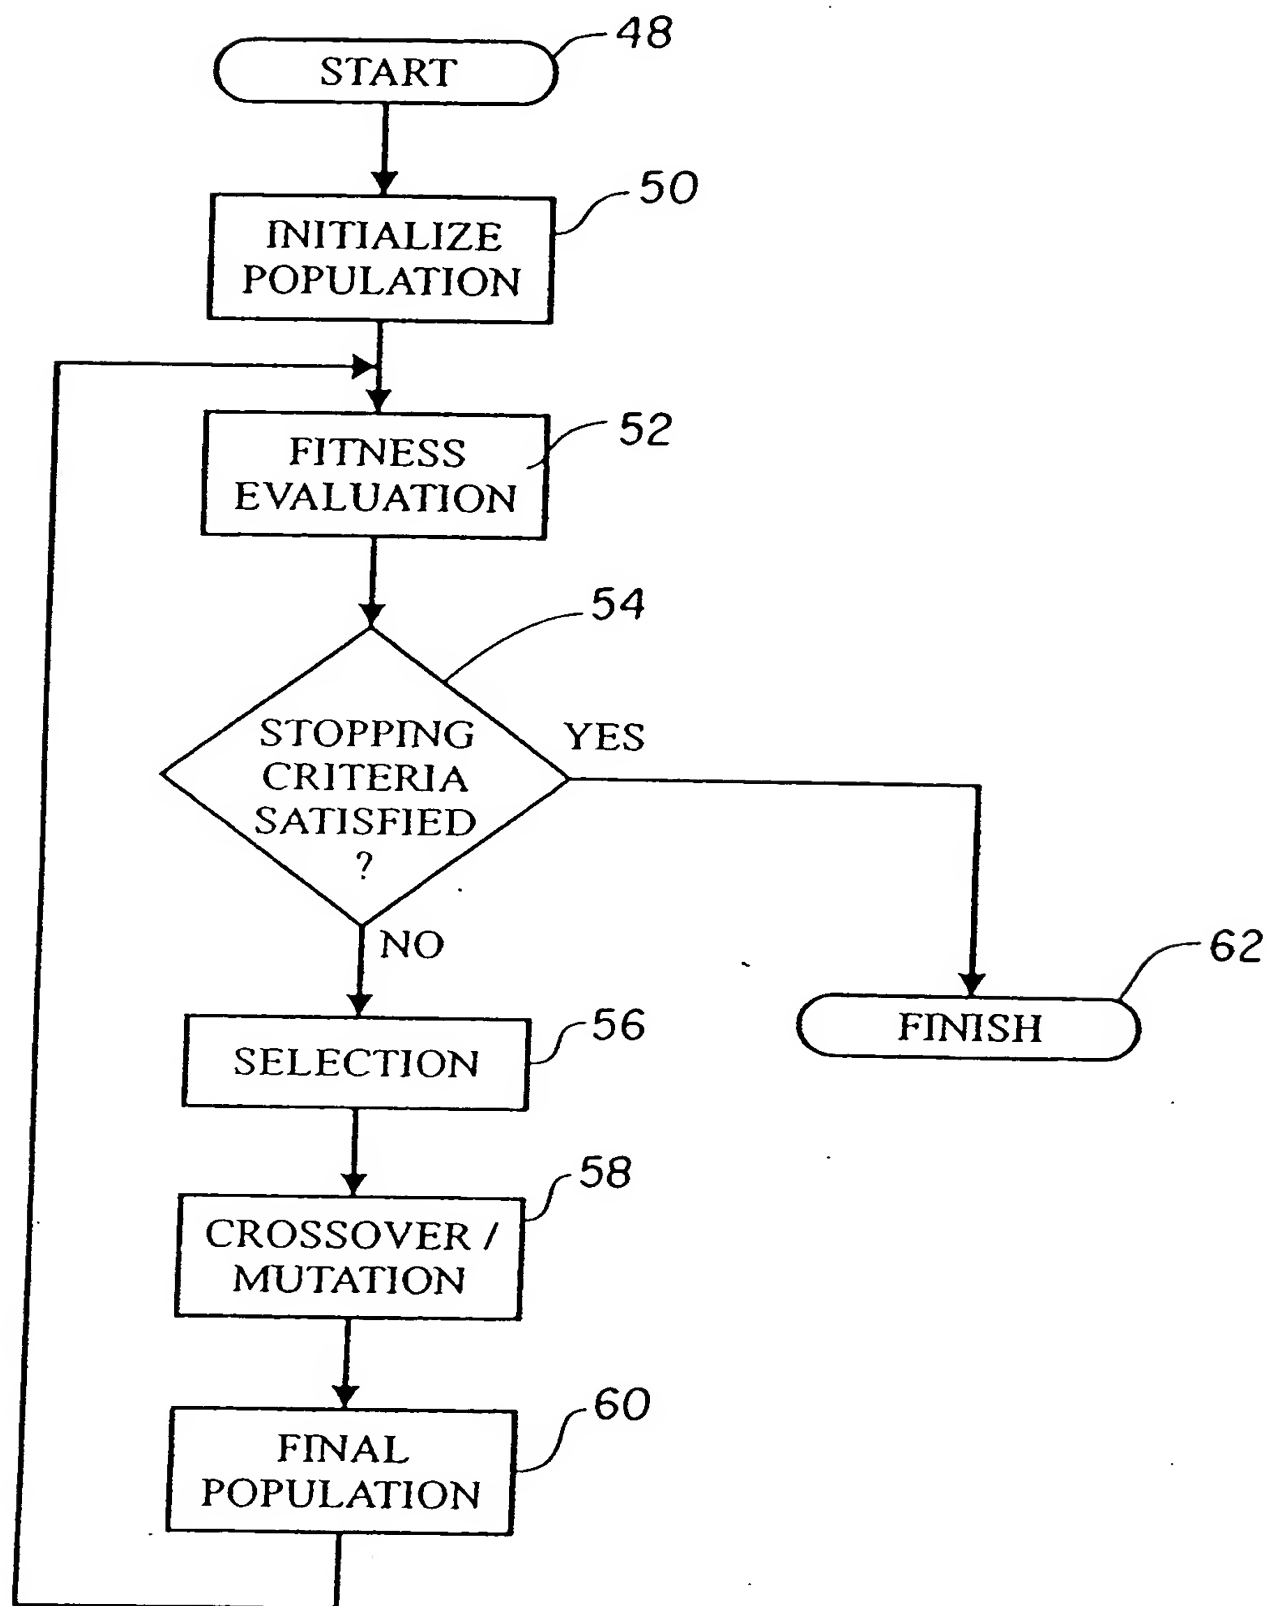 START
48
INITIALIZE
POPULATION
50
FITNESS
EVALUATION
52
54
STOPPING
CRITERIA
SATISFIED
?
YES
NO
SELECTION
56
FINISH
62
CROSSOVER /
MUTATION
58
FINAL
POPULATION
60